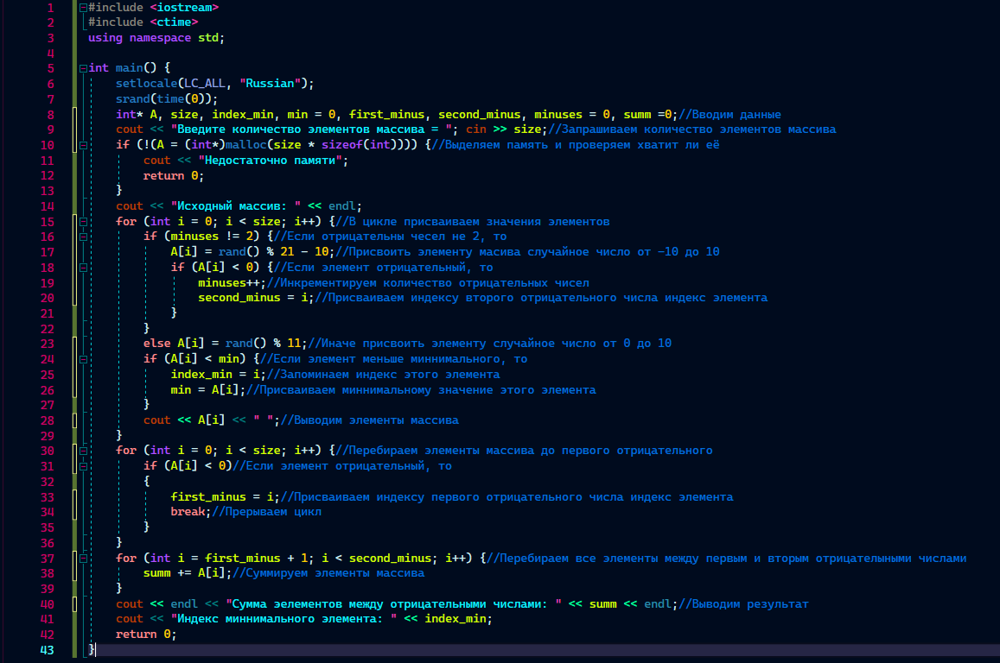 1 #include <iostream>
2 #include <ctime>
3 using namespace std;
4
5 int main() {
6 setlocale(LC_ALL, "Russian");
7 srand(time(0));
8 int* A, size, index_min, min = 0, first_minus, second_minus, minuses = 0, summ =0;//Вводим данные
9 cout << "Введите количество элементов массива = "; cin >> size;//Запрашиваем количество элементов массива
10 if (!(A = (int*)malloc(size * sizeof(int)))) {//Выделяем память и проверяем хватит ли её
11 cout << "Недостаточно памяти";
12 return 0;
13 }
14 cout << "Исходный массив: " << endl;
15 for (int i = 0; i < size; i++) {//В цикле присваиваем значения элементов
16 if (minuses != 2) {//Если отрицательны чесел не 2, то
17 A[i] = rand() % 21 - 10;//Присвоить элементу масива случайное число от -10 до 10
18 if (A[i] < 0) {//Если элемент отрицательный, то
19 minuses++;//Инкрементируем количество отрицательных чисел
20 second_minus = i;//Присваиваем индексу второго отрицательного числа индекс элемента
21 }
22 }
23 else A[i] = rand() % 11;//Иначе присвоить элементу случайное число от 0 до 10
24 if (A[i] < min) {//Если элемент меньше миннимального, то
25 index_min = i;//Запоминаем индекс этого элемента
26 min = A[i];//Присваиваем миннимальному значение этого элемента
27 }
28 cout << A[i] << " ";//Выводим элементы массива
29 }
30 for (int i = 0; i < size; i++) {//Перебираем элементы массива до первого отрицательного
31 if (A[i] < 0)//Если элемент отрицательный, то
32 {
33 first_minus = i;//Присваиваем индексу первого отрицательного числа индекс элемента
34 break;//Прерываем цикл
35 }
36 }
37 for (int i = first_minus + 1; i < second_minus; i++) {//Перебираем все элементы между первым и вторым отрицателыными числами
38 summ += A[i];//Суммируем элементы массива
39 }
40 cout << endl << "Сумма эелементов между отрицательными числами: " << summ << endl;//Выводим результат
41 cout << "Индекс миннимального элемента: " << index_min;
42 return 0;
43 }